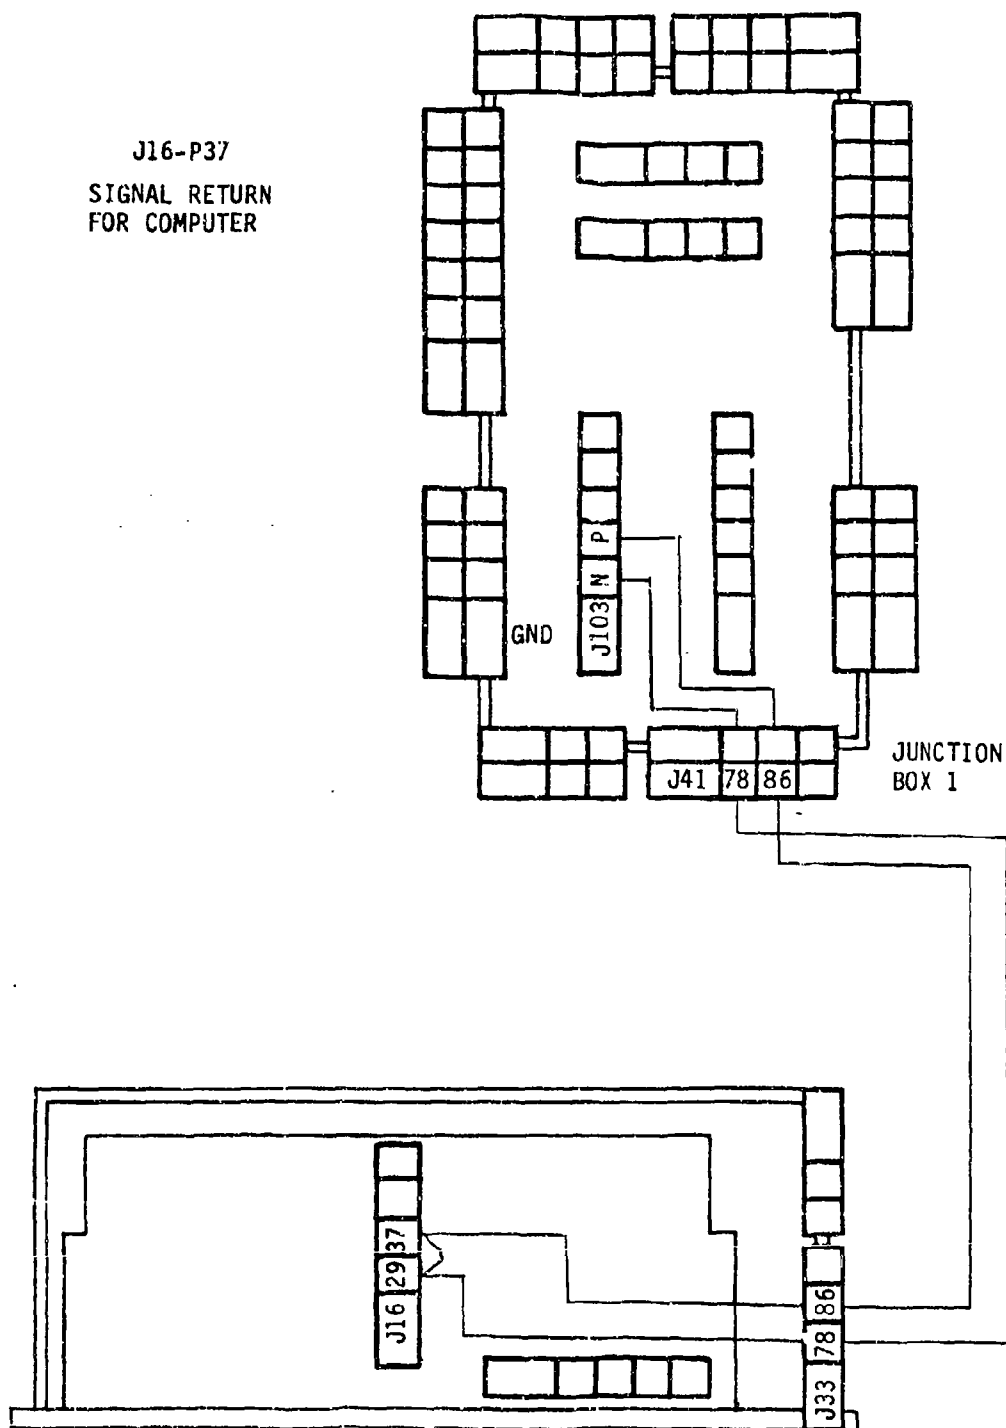 J16-P37
SIGNAL RETURN
FOR COMPUTER
P
N
J103
GND
J41 78 86
JUNCTION
BOX 1
37
29
J16
86
78
J33